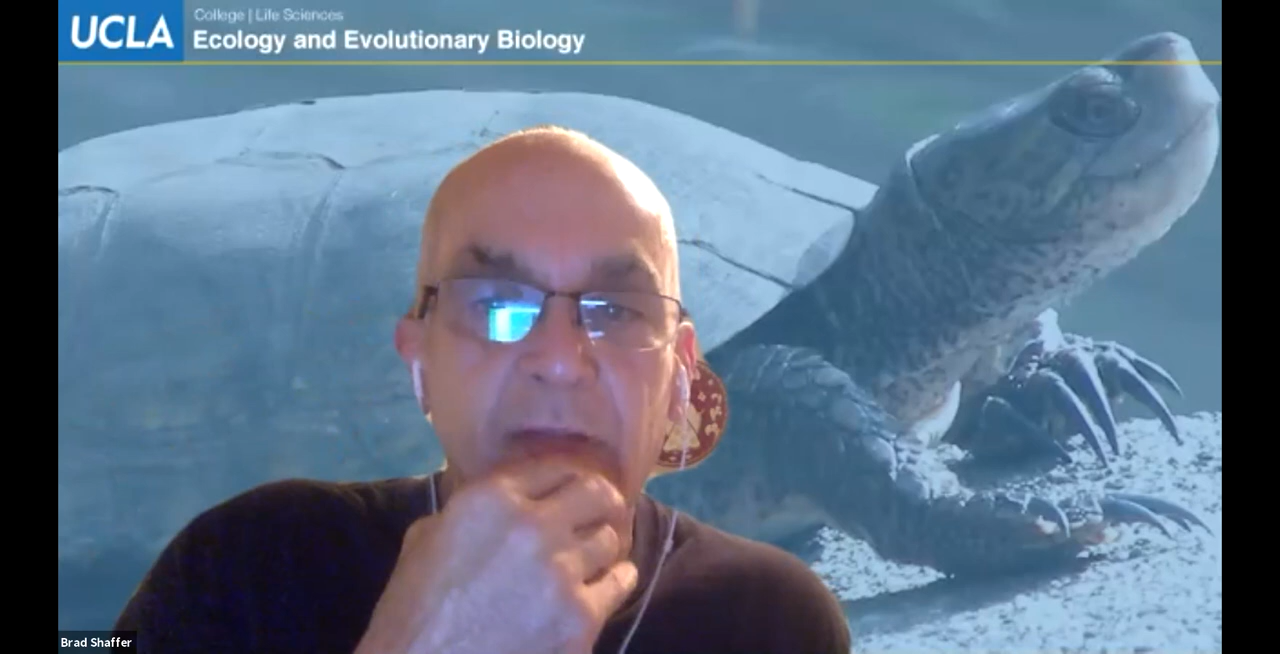 UCLA
College | Life Sciences
Ecology and Evolutionary Biology
Brad Shaffer